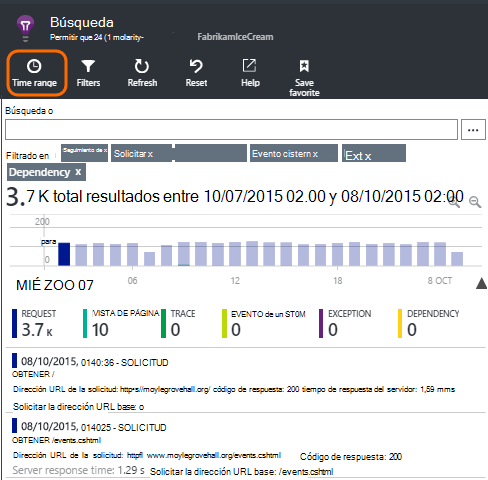 Búsqueda
Permitir que 24 (1 molarity-
FabrikamIceCream
Time range
Filters
Refresh
Reset
Help
Save favorite
Búsqueda o
...
Filtrado en
Seguimiento de x
Solicitar x
Evento cistern x
Ext x
Dependency x
3.7 K total resultados entre 10/07/2015 02.00 y 08/10/2015 02:00
200
para
0
MIÉ ZOO 07
06
12
18
8 OCT
REQUEST
3.7 K
VISTA DE PÁGINA
10
TRACE
0
EVENTO de un ST0M
0
EXCEPTION
0
DEPENDENCY
0
08/10/2015, 0140:36 - SOLICITUD
OBTENER /
Dirección URL de la solicitud: https//moylegrovehall.org/ código de respuesta: 200 tiempo de respuesta del servidor: 1,59 mms
Solicitar la dirección URL base: o
08/10/2015, 014025 - SOLICITUD
OBTENER /events.cshtml
Dirección URL de la solicitud: httpfl www.moylegrovehall.org/events.cshtml Código de respuesta: 200
Server response time: 1.29 s Solicitar la dirección URL base: /events.cshtml